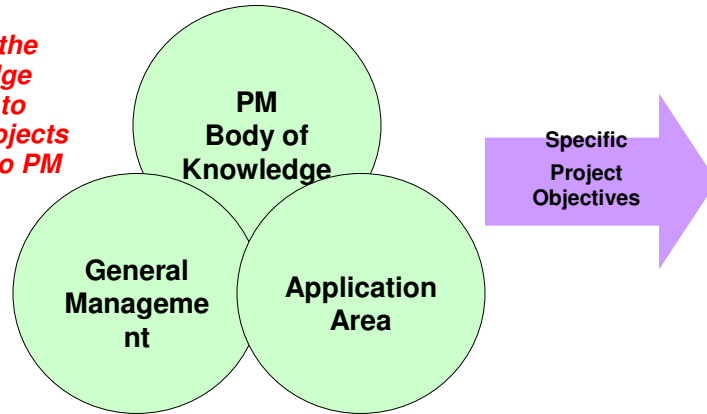 the
dge
to
ojects
o PM
PM
Body of
Knowledge
General
Manageme
nt
Application
Area
Specific
Project
Objectives